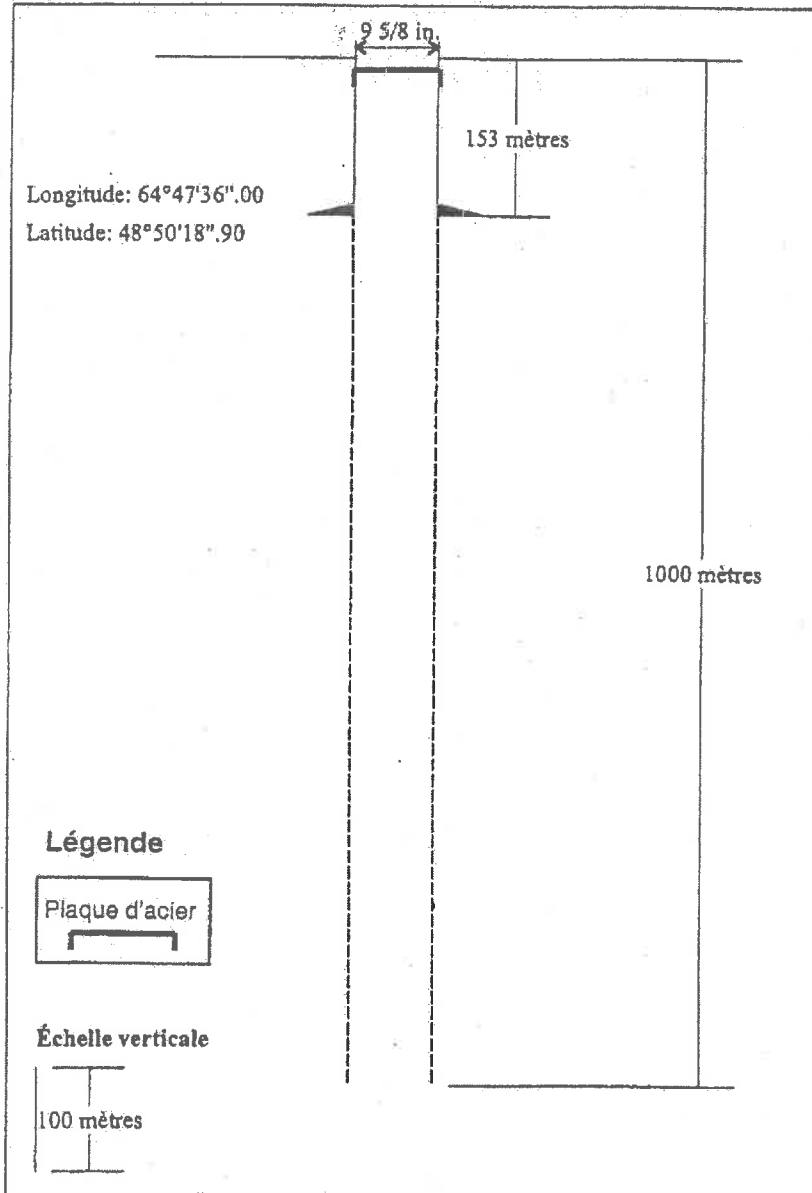 9 5/8 in.
153 mètres
Longitude: 64°47'36".00
Latitude: 48°50'18".90
1000 mètres
Légende
Plaque d'acier
Échelle verticale
100 mètres